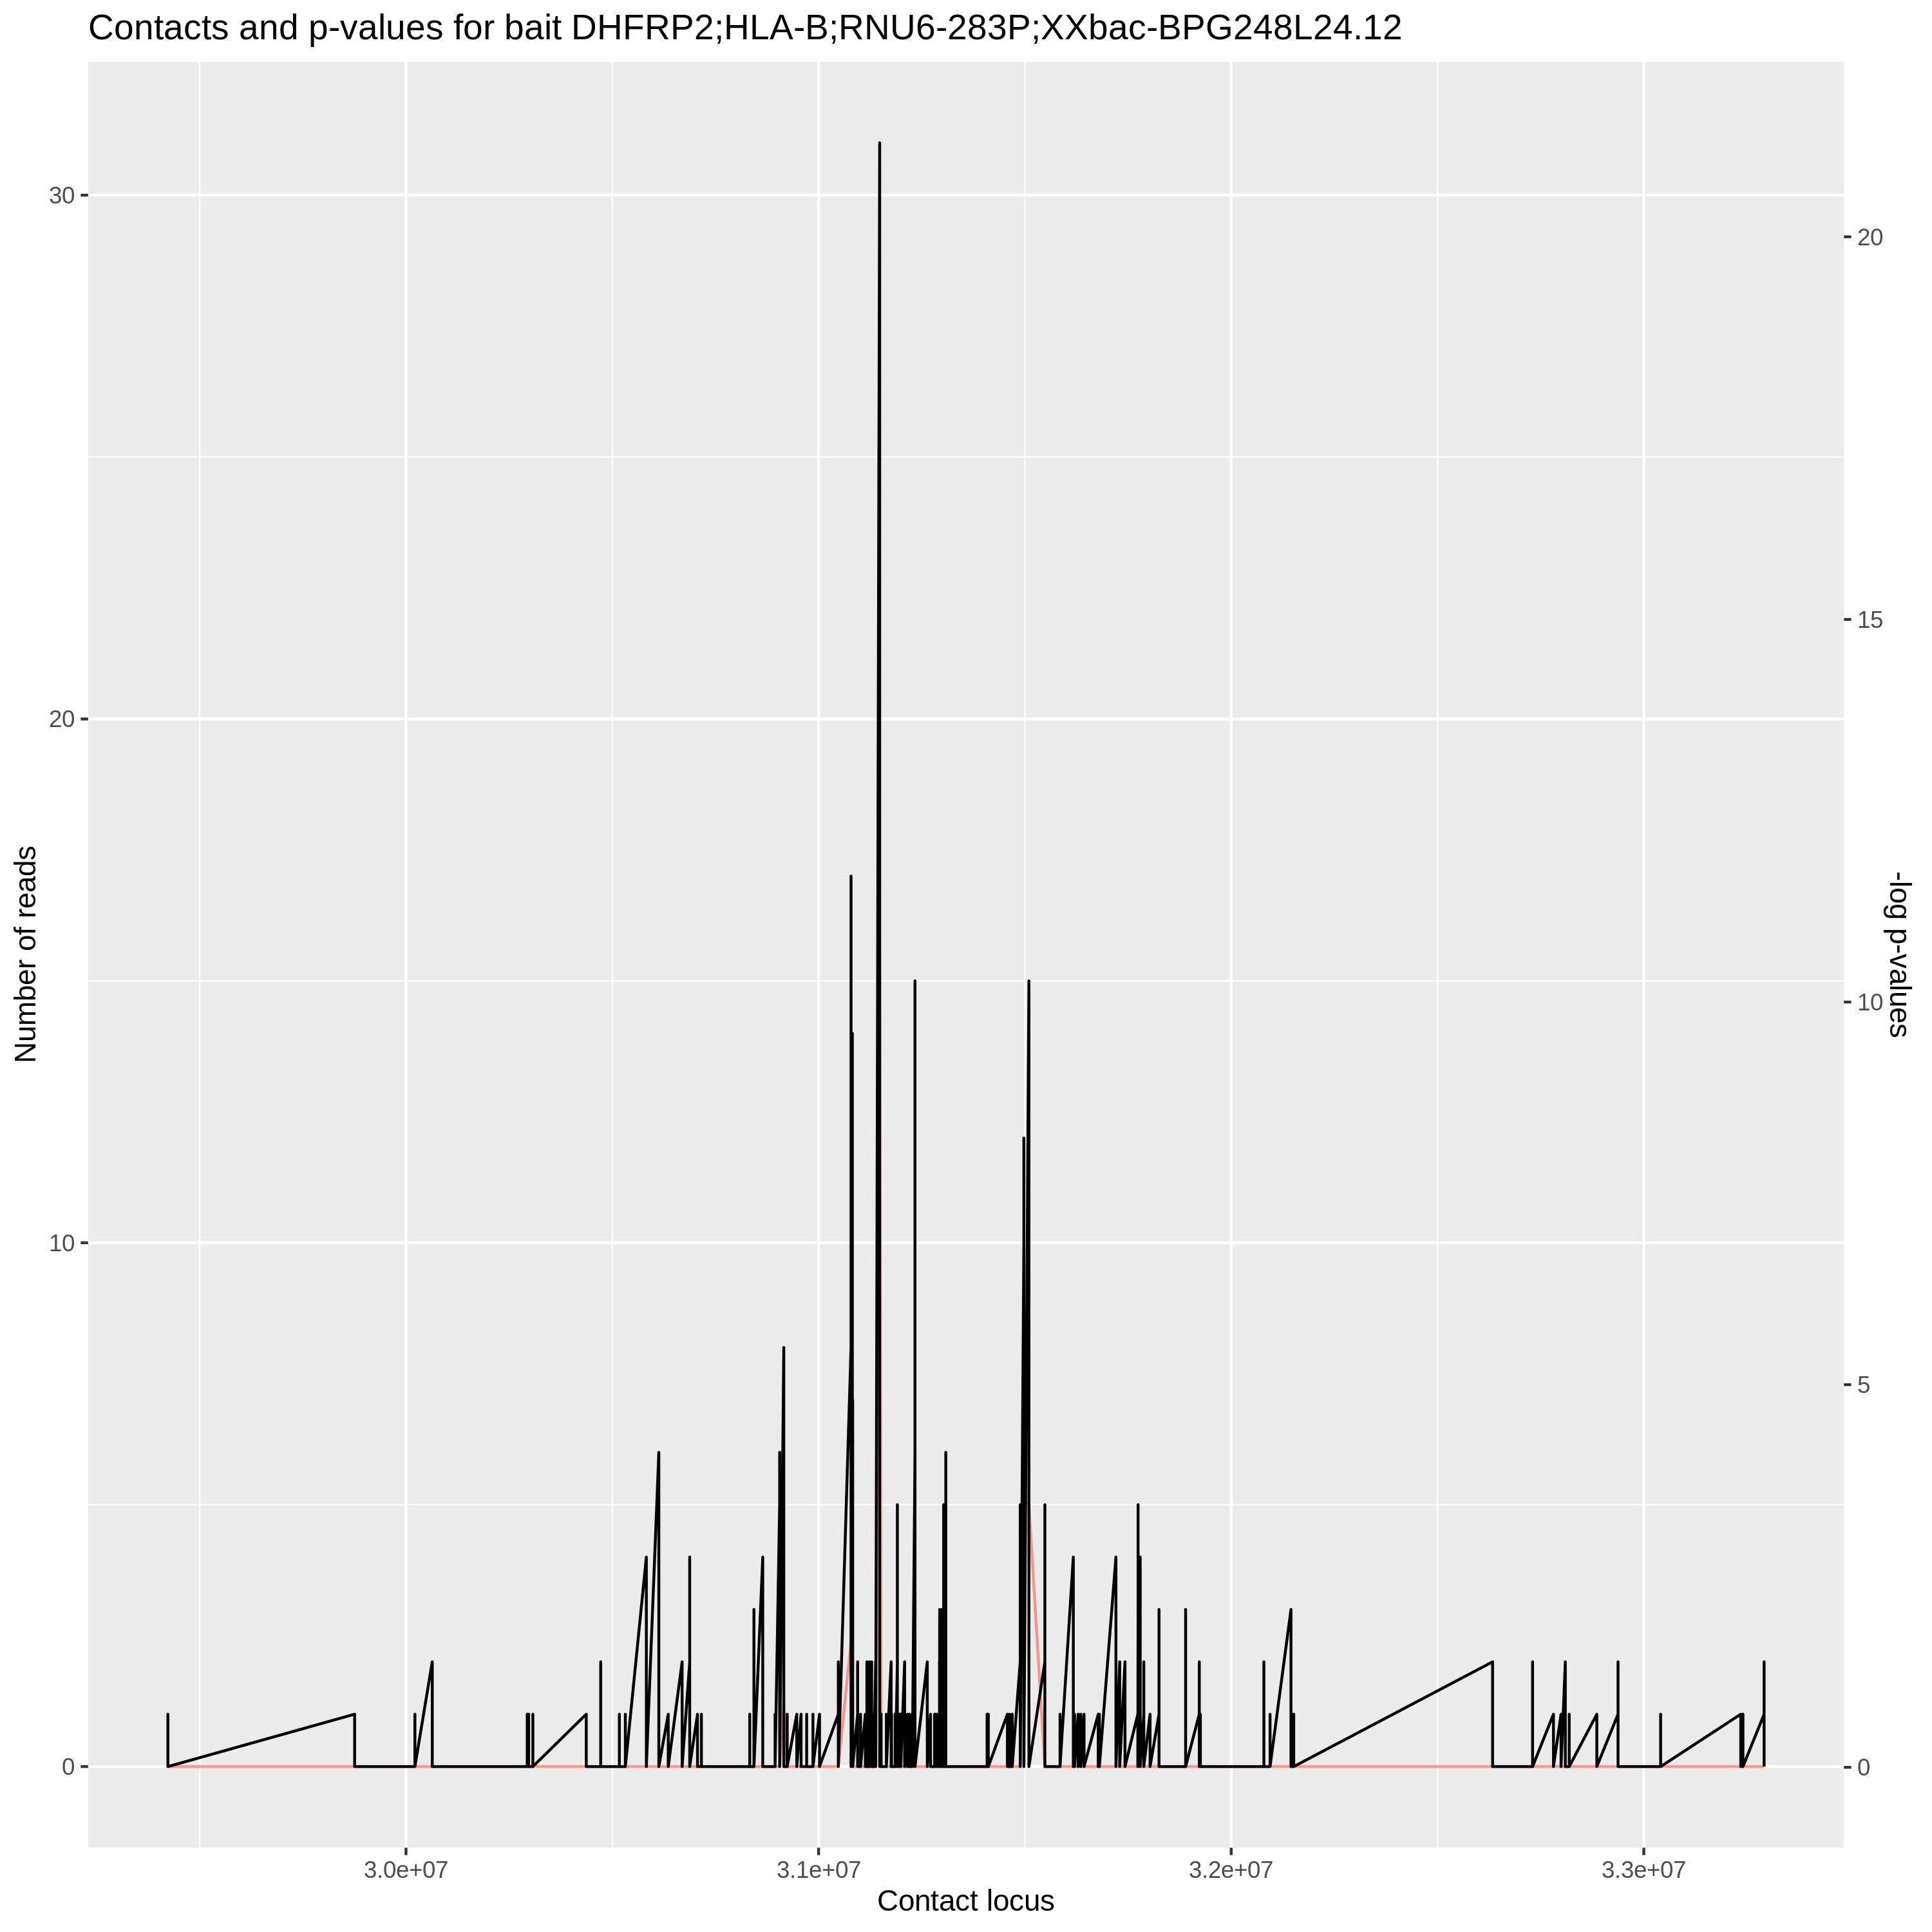 Contacts and p-values for bait DHFRP2;HLA-B;RNU6-283P;XXbac-BPG248L24.12
30
20
10
0
Number of reads
20
15
10
5
0
-log p-values
3.0e+07 3.1e+07 3.2e+07 3.3e+07
Contact locus